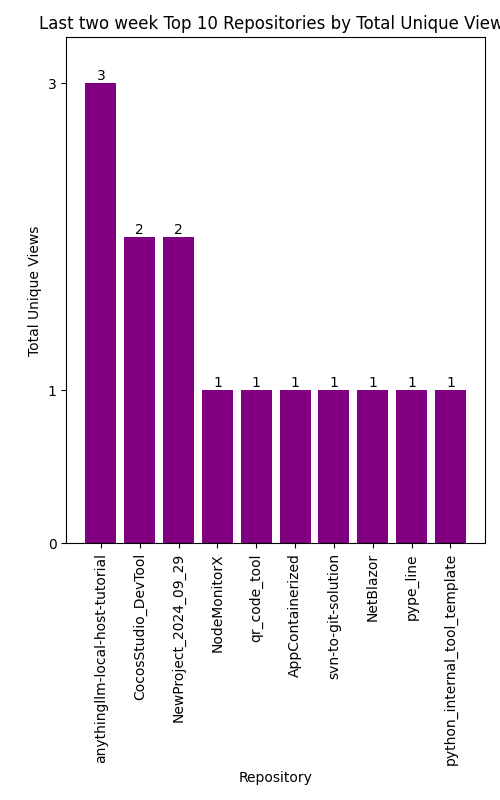 Last two week Top 10 Repositories by Total Unique View
3
2
2
1
1
1
1
1
1
1
3
1
0
Total Unique Views
anythingllm-local-host-tutorial
CocosStudio_DevTool
NewProject_2024_09_29
NodeMonitorX
qr_code_tool
AppContainerized
svn-to-git-solution
NetBlazor
pype_line
python_internal_tool_template
Repository